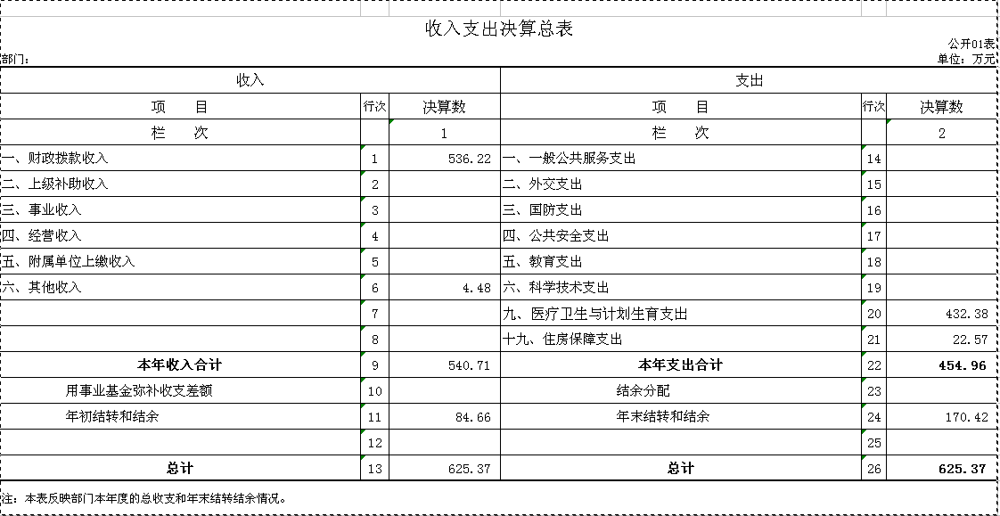 收入支出决算总表
公开01表
部门： 单位：万元
收入 支出
项 目 行次 决算数 项 目 行次 决算数
栏 次 1 栏 次 2
一、财政拨款收入 1 536.22 一、一般公共服务支出 14
二、上级补助收入 2 二、外交支出 15
三、事业收入 3 三、国防支出 16
四、经营收入 4 四、公共安全支出 17
五、附属单位上缴收入 5 五、教育支出 18
六、其他收入 6 4.48 六、科学技术支出 19
7 九、医疗卫生与计划生育支出 20 432.38
8 十九、住房保障支出 21 22.57
本年收入合计 9 540.71 本年支出合计 22 454.96
用事业基金弥补收支差额 10 结余分配 23
年初结转和结余 11 84.66 年末结转和结余 24 170.42
12 25
总计 13 625.37 总计 26 625.37
注：本表反映部门本年度的总收支和年末结转结余情况。